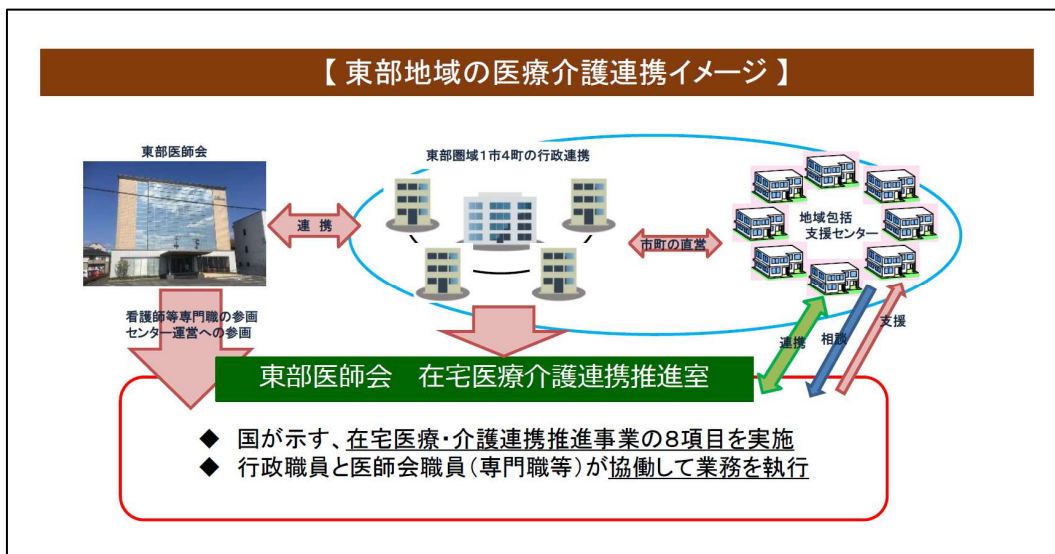 【 東部地域の医療介護連携イメージ 】
東部医師会
東部圏域1市4町の行政連携
連 携
市町の直営
地域包括
支援センター
看護師等専門職の参画
センター運営への参画
連携
相談
支援
東部医師会　在宅医療介護連携推進室
◆ 国が示す、在宅医療・介護連携推進事業の8項目を実施
◆ 行政職員と医師会職員（専門職等）が協働して業務を執行